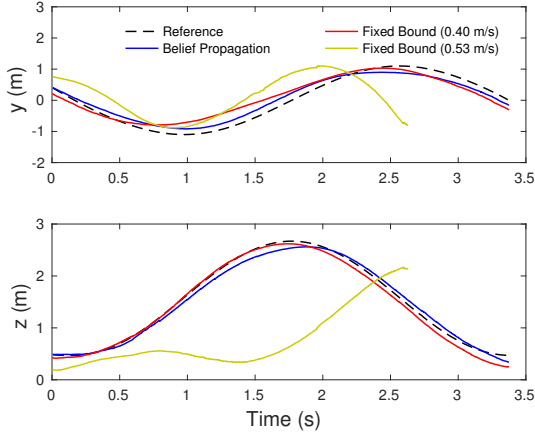 Reference
Fixed Bound (0.40 m/s)
Belief Propagation
Fixed Bound (0.53 m/s)
y (m)
3
2
1
0
-1
-2
0 0.5 1 1.5 2 2.5 3 3.5
z (m)
3
2
1
0
0 0.5 1 1.5 2 2.5 3 3.5
Time (s)